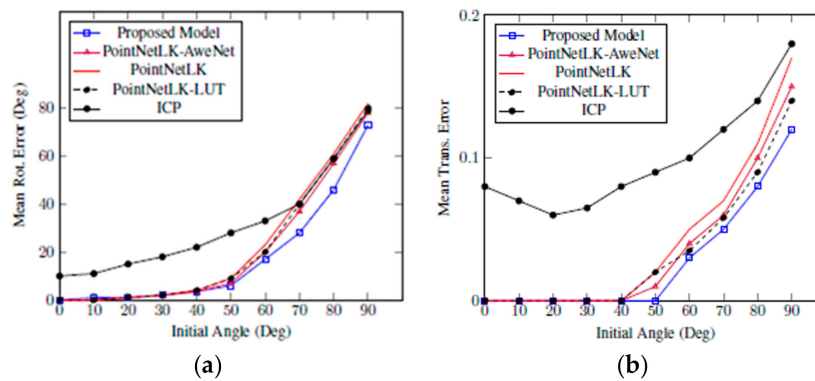 Proposed Model
PointNetLK-AweNet
PointNetLK
PointNetLK-LUT
ICP
Mean Rot. Error (Deg)
80
60
40
20
0
0 10 20 30 40 50 60 70 80 90
Initial Angle (Deg)
(a)
Proposed Model
PointNetLK-AweNet
PointNetLK
PointNetLK-LUT
ICP
Mean Trans. Error
0.2
0.1
0
0 10 20 30 40 50 60 70 80 90
Initial Angle (Deg)
(b)